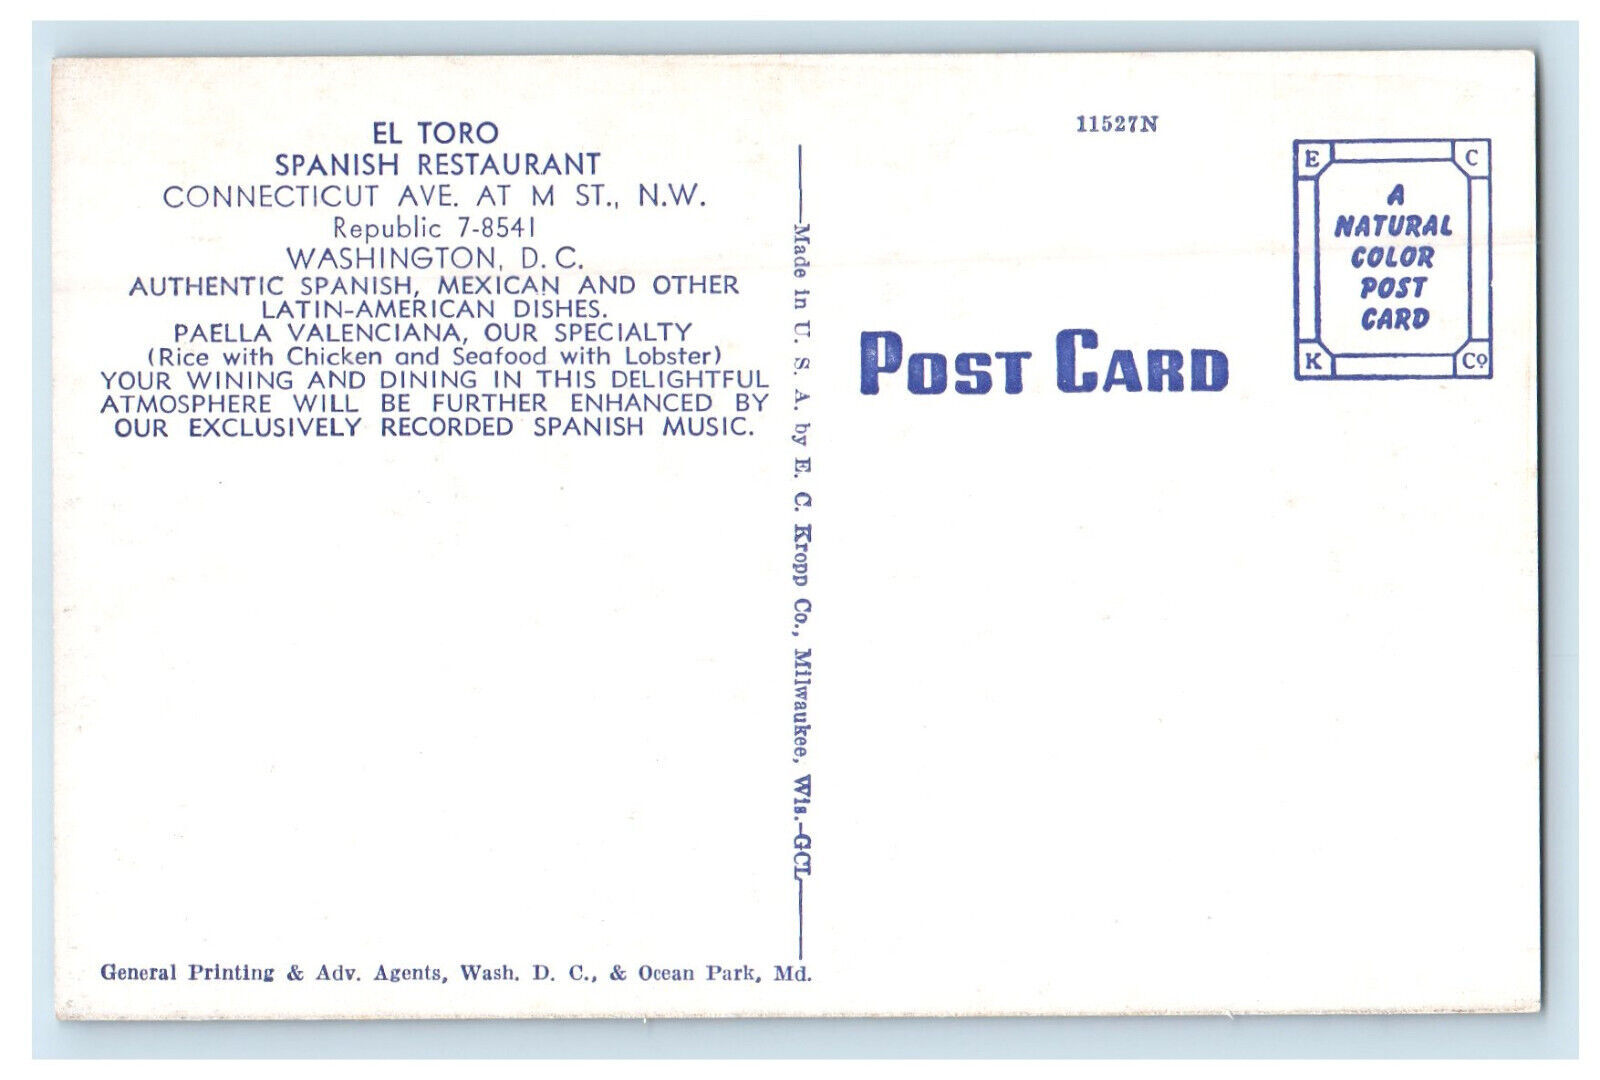 EL TORO
SPANISH RESTAURANT
CONNECTICUT AVE. AT M ST., N.W.
Republic 7-8541
WASHINGTON, D. C.
AUTHENTIC SPANISH, MEXICAN AND OTHER
LATIN-AMERICAN DISHES.
PAELLA VALENCIANA, OUR SPECIALTY
(Rice with Chicken and Seafood with Lobster)
YOUR WINING AND DINING IN THIS DELIGHTFUL
ATMOSPHERE WILL BE FURTHER ENHANCED BY
OUR EXCLUSIVELY RECORDED SPANISH MUSIC.
General Printing & Adv. Agents, Wash. D. C., & Ocean Park, Md.
Made in U. S. A. by E. C. Kropp Co., Milwaukee, Wis.-GCL
11527N
POST CARD
E C
A
NATURAL
COLOR
POST
CARD
K Co